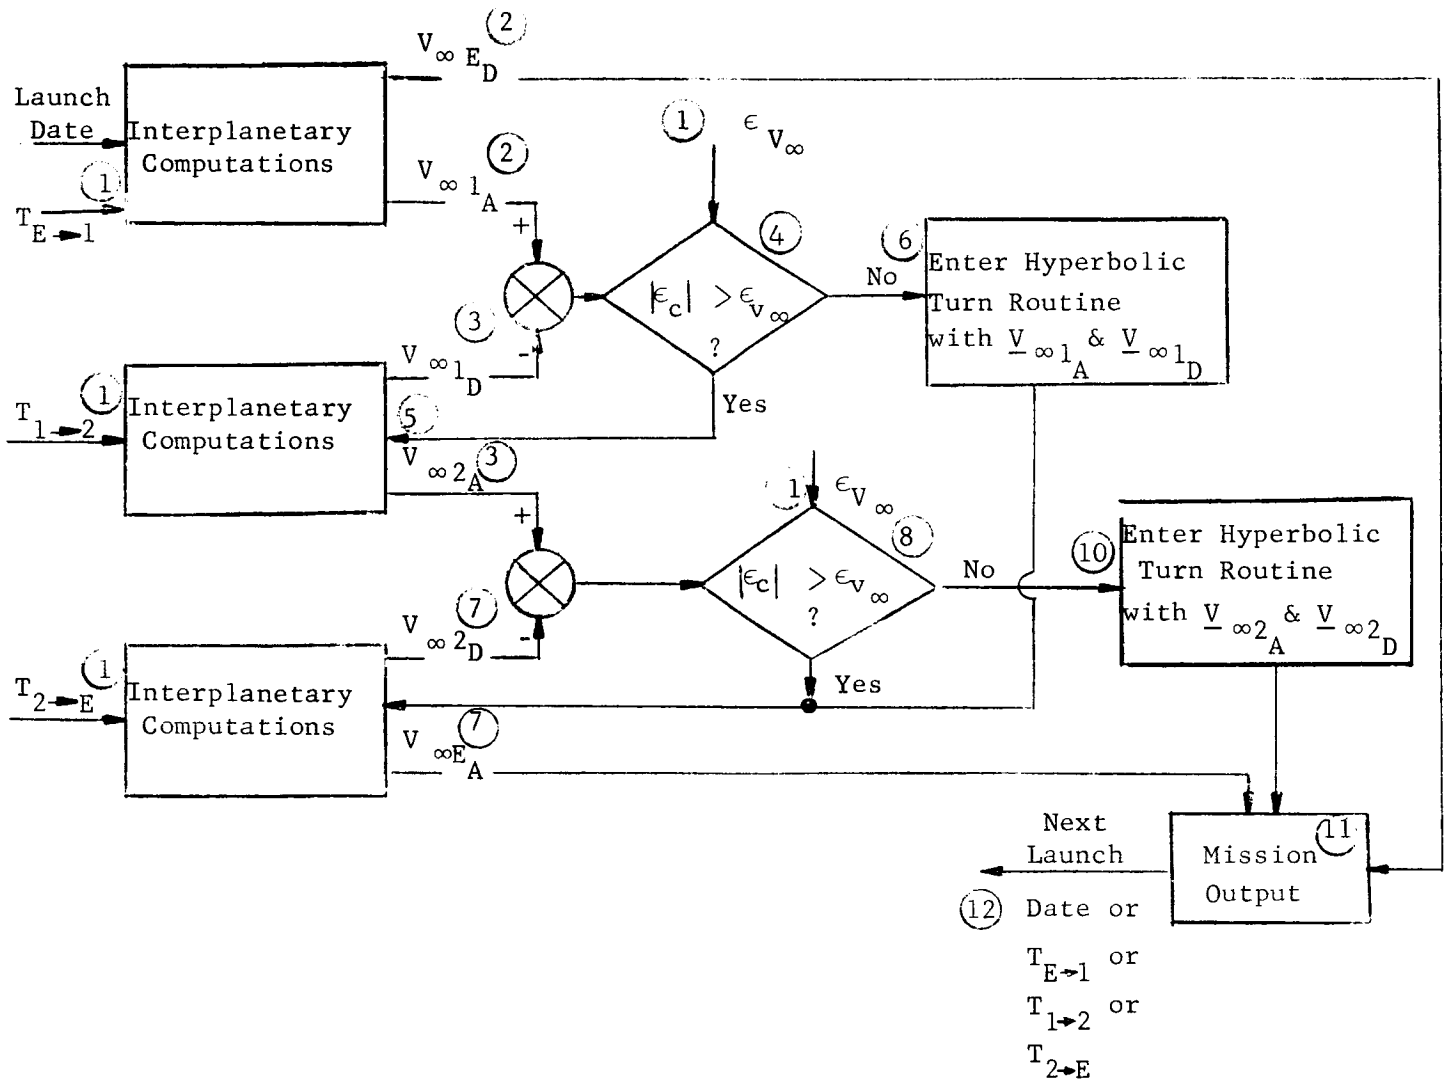 2
V∞ED
Launch
Date
Interplanetary
Computations
1
TE→1
2
V∞1A
+
1
εV∞
3
4
|εc| > εv∞
?
No
Yes
6
Enter Hyperbolic
Turn Routine
with V∞1A & V∞1D
V∞1D
-
1
T1→2
Interplanetary
Computations
5
V∞2A
3
+
1
εV∞
8
|εc| > εv∞
?
No
Yes
10
Enter Hyperbolic
Turn Routine
with V∞2A & V∞2D
7
V∞2D
-
1
T2→E
Interplanetary
Computations
7
V∞EA
11
Mission
Output
Next
Launch
12 Date or
TE→1 or
T1→2 or
T2→E